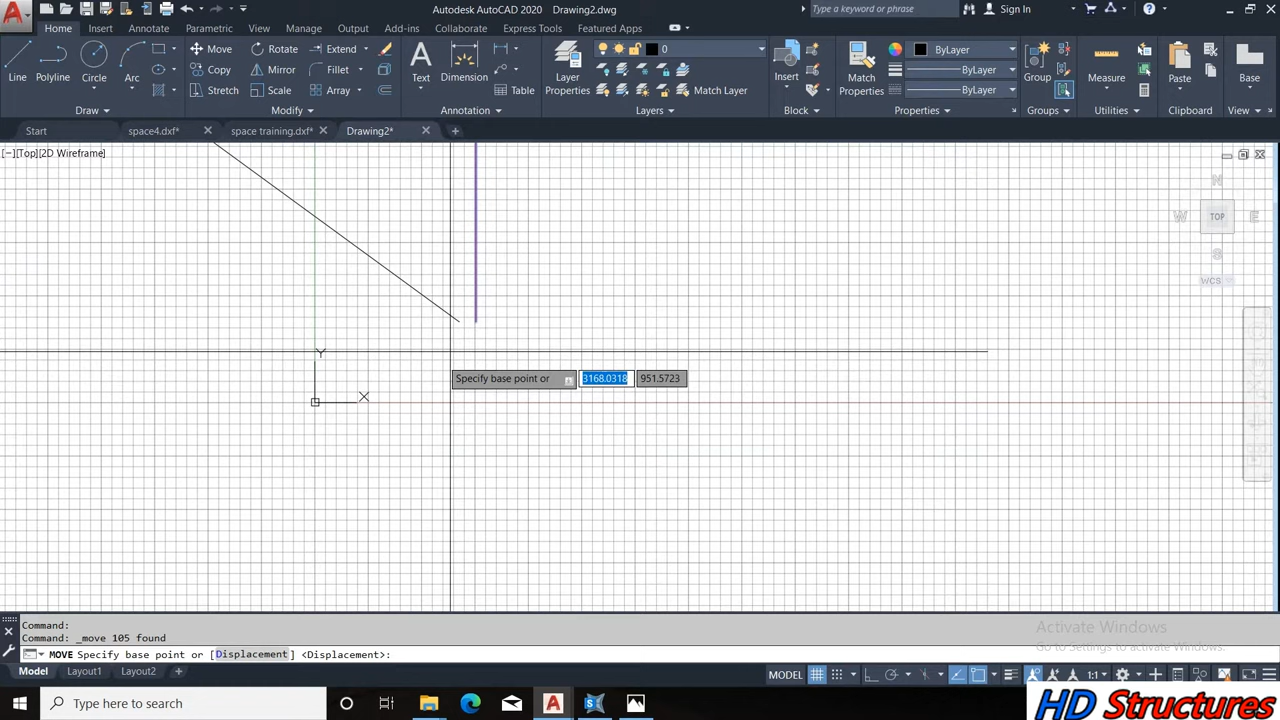 Autodesk AutoCAD 2020 Drawing2.dwg
Type a keyword or phrase
Sign In
Home Insert Annotate Parametric View Manage Output Add-ins Collaborate Express Tools Featured Apps
Line Polyline Circle Arc
Move Rotate Extend
Copy Mirror Fillet
Stretch Scale Array
Text Dimension Table
Layer Properties
0
Match Layer
Insert
Match Properties
ByLayer
ByLayer
ByLayer
Group
Measure
Paste
Base
Draw Modify Annotation Layers Block Properties Groups Utilities Clipboard View
Start space4.dxf* space training.dxf* Drawing2*
[−][Top][2D Wireframe]
N
W TOP E
S
WCS
Y
X
Specify base point or 3168.0318 951.5723
Command:
Command: _move 105 found
MOVE Specify base point or [Displacement] <Displacement>:
Activate Windows
Go to Settings to activate Windows.
Model Layout1 Layout2 +
MODEL 1:1
Type here to search
HD Structures